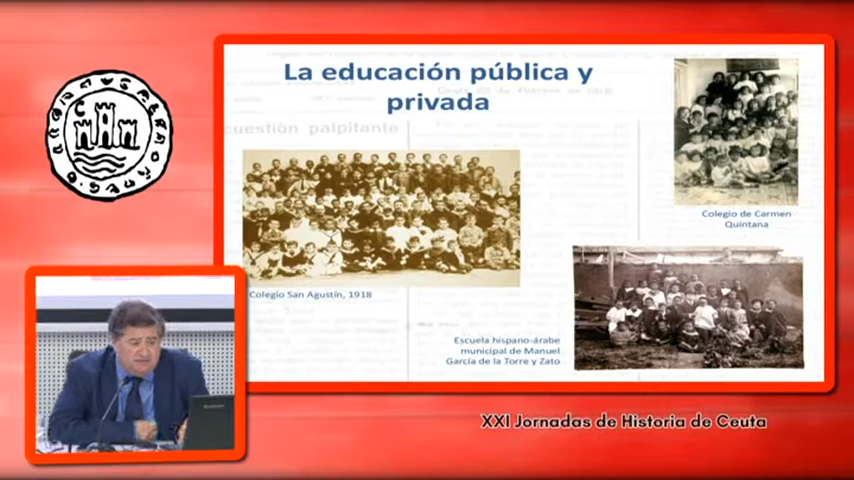 La educación pública y
privada
cuestión palpitante
Colegio de Carmen
Quintana
Colegio San Agustín, 1918
Escuela hispano-árabe
municipal de Manuel
García de la Torre y Zato
XXI Jornadas de Historia de Ceuta